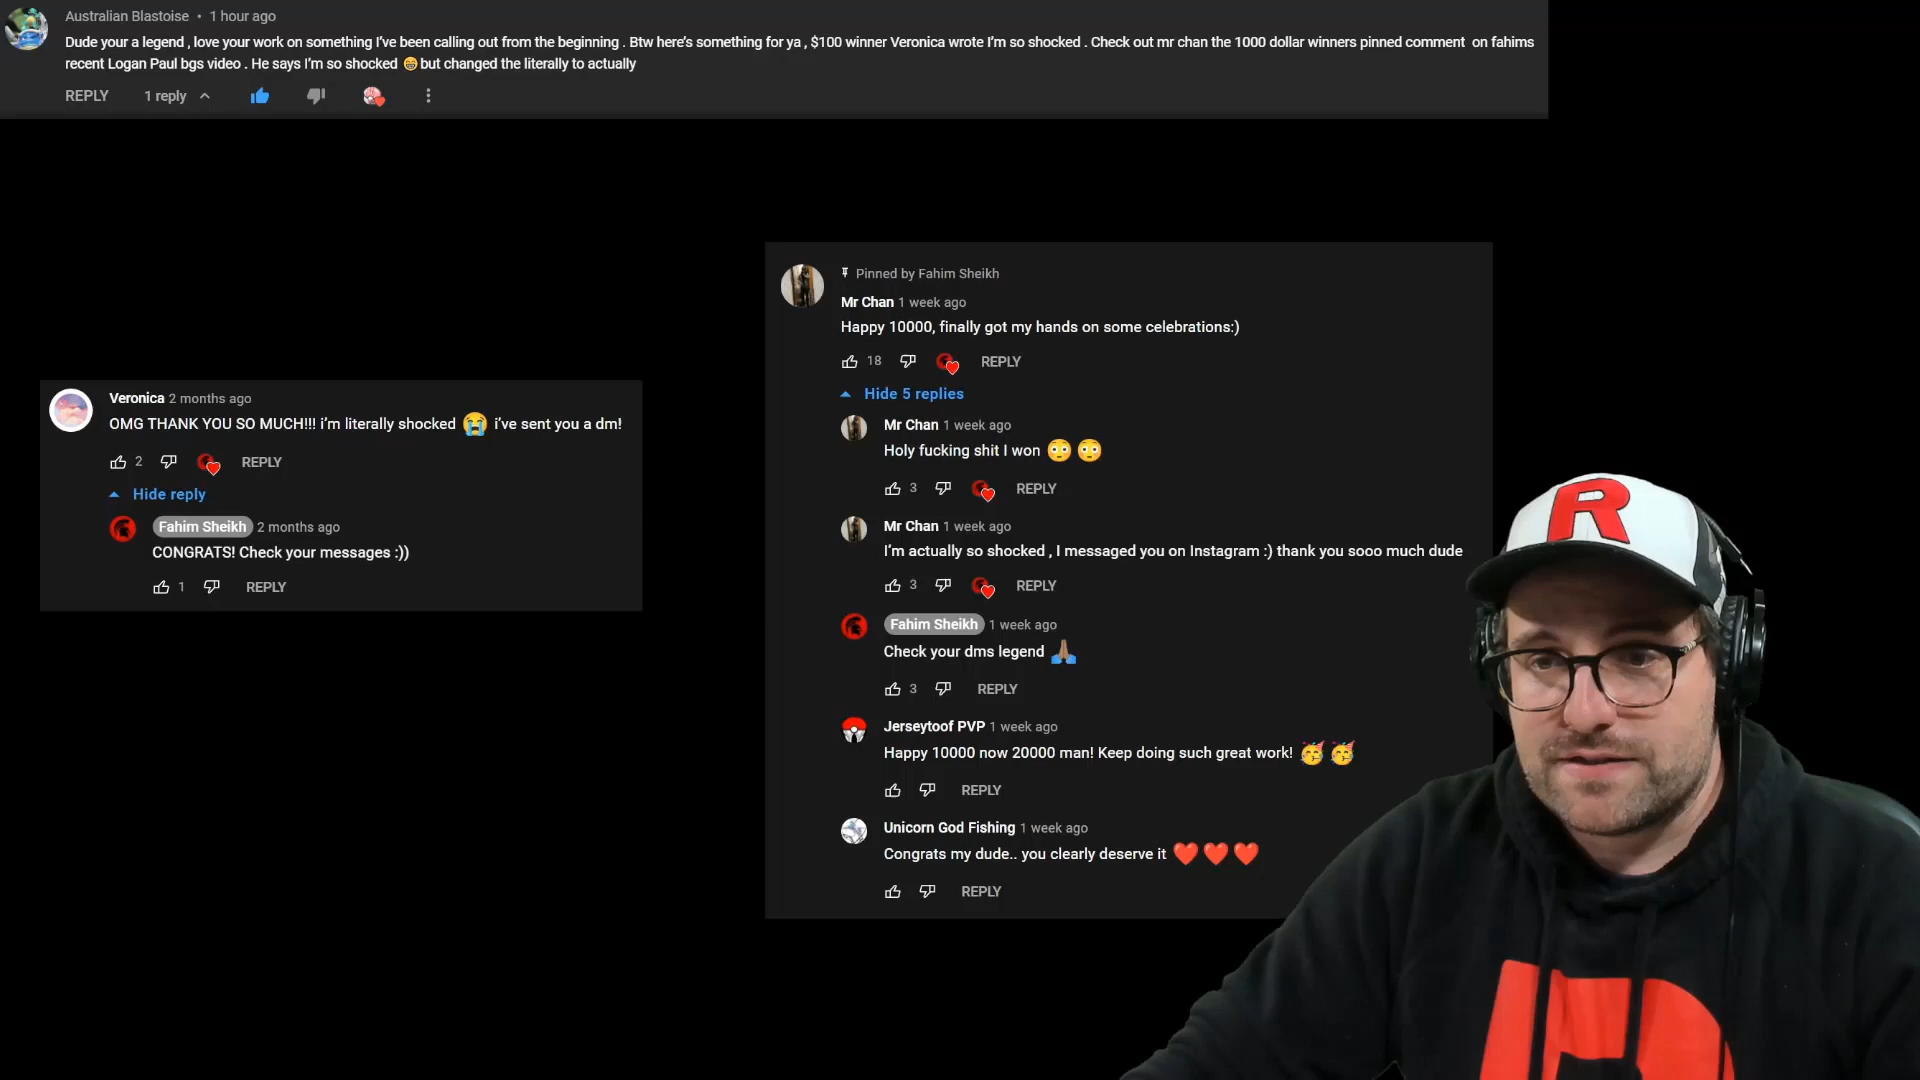 Australian Blastoise • 1 hour ago
Dude your a legend , love your work on something I've been calling out from the beginning . Btw here's something for ya , $100 winner Veronica wrote I'm so shocked . Check out mr chan the 1000 dollar winners pinned comment on fahims
recent Logan Paul bgs video . He says I'm so shocked 😁 but changed the literally to actually
REPLY 1 reply
Veronica 2 months ago
OMG THANK YOU SO MUCH!!! i'm literally shocked 😭 i've sent you a dm!
2 REPLY
Hide reply
Fahim Sheikh 2 months ago
CONGRATS! Check your messages :))
1 REPLY
Pinned by Fahim Sheikh
Mr Chan 1 week ago
Happy 10000, finally got my hands on some celebrations:)
18 REPLY
Hide 5 replies
Mr Chan 1 week ago
Holy fucking shit I won 😳 😳
3 REPLY
Mr Chan 1 week ago
I'm actually so shocked , I messaged you on Instagram :) thank you sooo much dude
3 REPLY
Fahim Sheikh 1 week ago
Check your dms legend 🙏🏽
3 REPLY
Jerseytoof PVP 1 week ago
Happy 10000 now 20000 man! Keep doing such great work! 🥳 🥳
REPLY
Unicorn God Fishing 1 week ago
Congrats my dude.. you clearly deserve it ❤️ ❤️ ❤️
REPLY
R
R